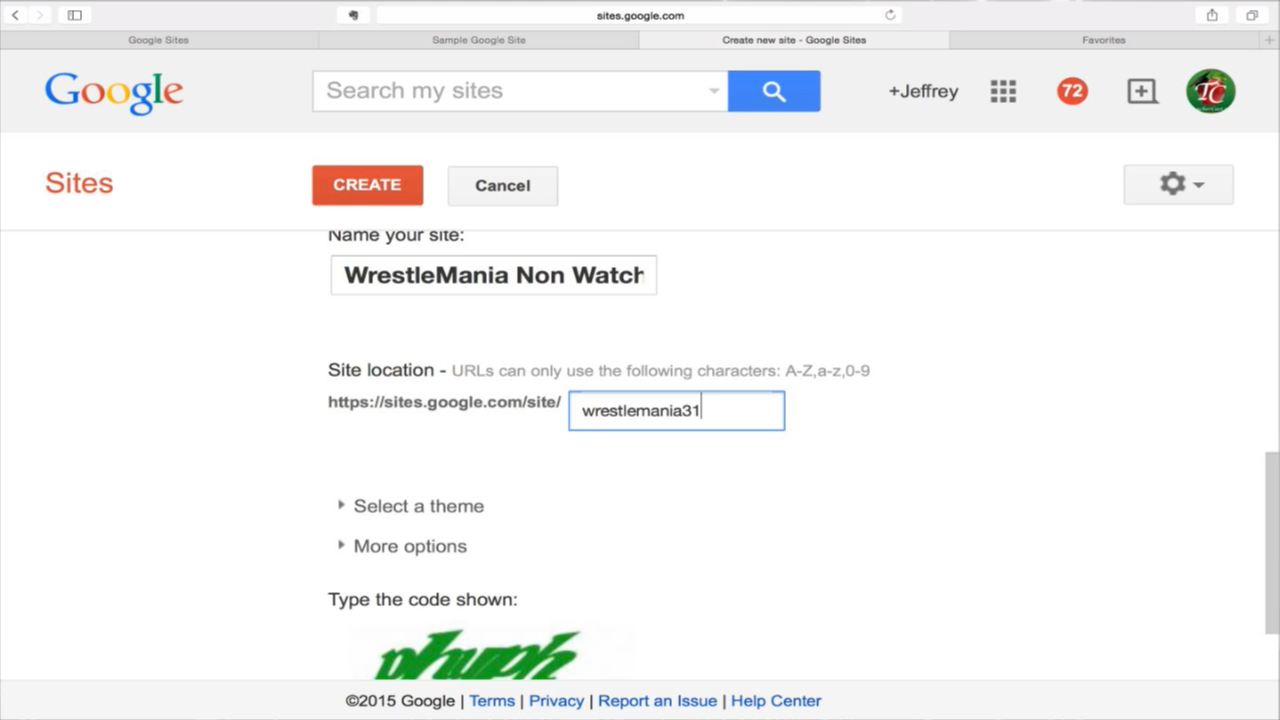 sites.google.com
Google Sites
Sample Google Site
Create new site - Google Sites
Favorites
+
Google
Search my sites
+Jeffrey
72
TC
Sites
CREATE
Cancel
Name your site:
WrestleMania Non Watch
Site location - URLs can only use the following characters: A-Z,a-z,0-9
https://sites.google.com/site/
wrestlemania31
Select a theme
More options
Type the code shown:
©2015 Google | Terms | Privacy | Report an Issue | Help Center